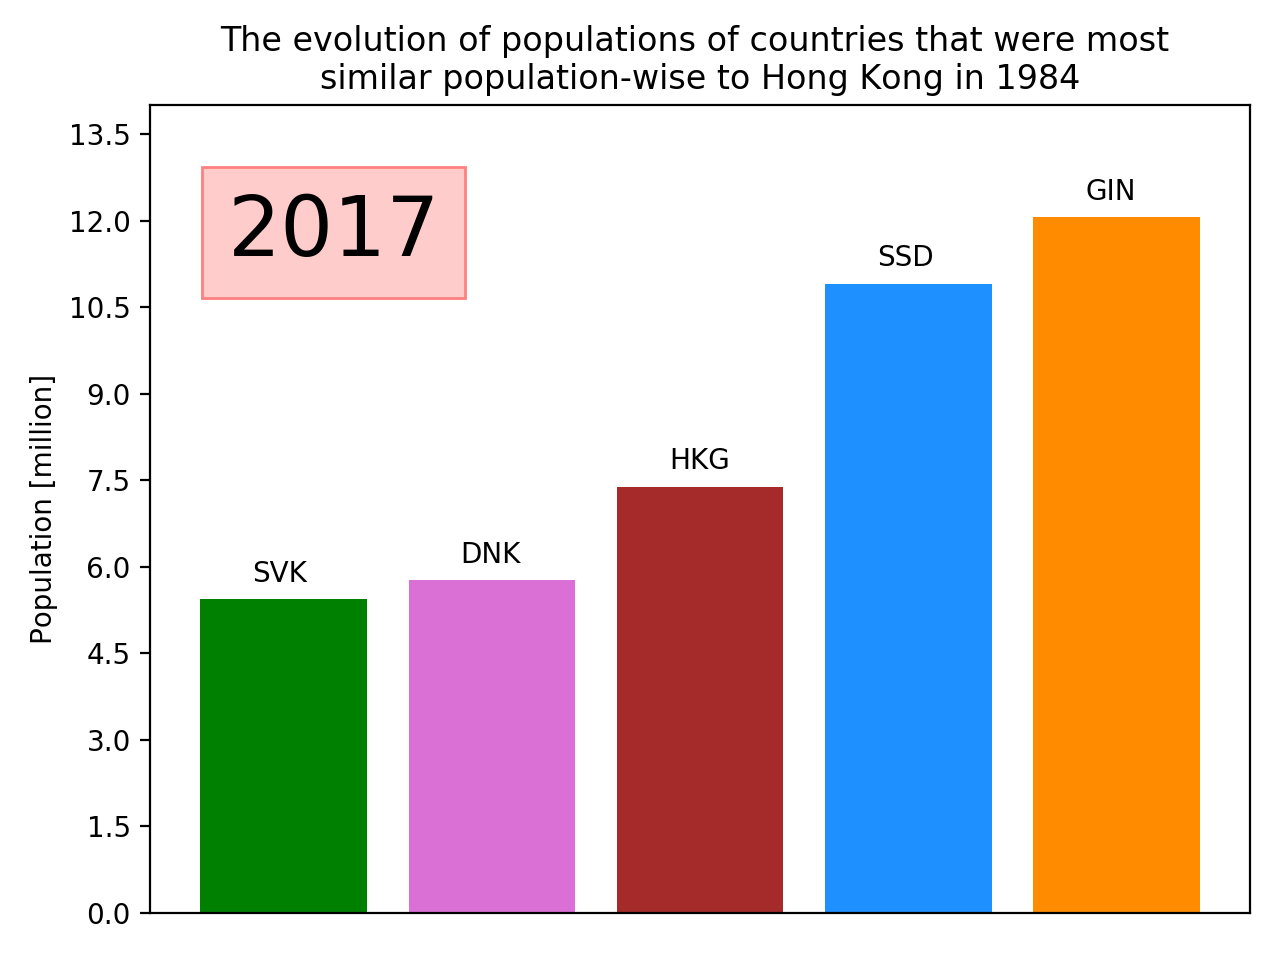 The evolution of populations of countries that were most
similar population-wise to Hong Kong in 1984
13.5
12.0
10.5
9.0
7.5
6.0
4.5
3.0
1.5
0.0
Population [million]
2017
SVK
DNK
HKG
SSD
GIN